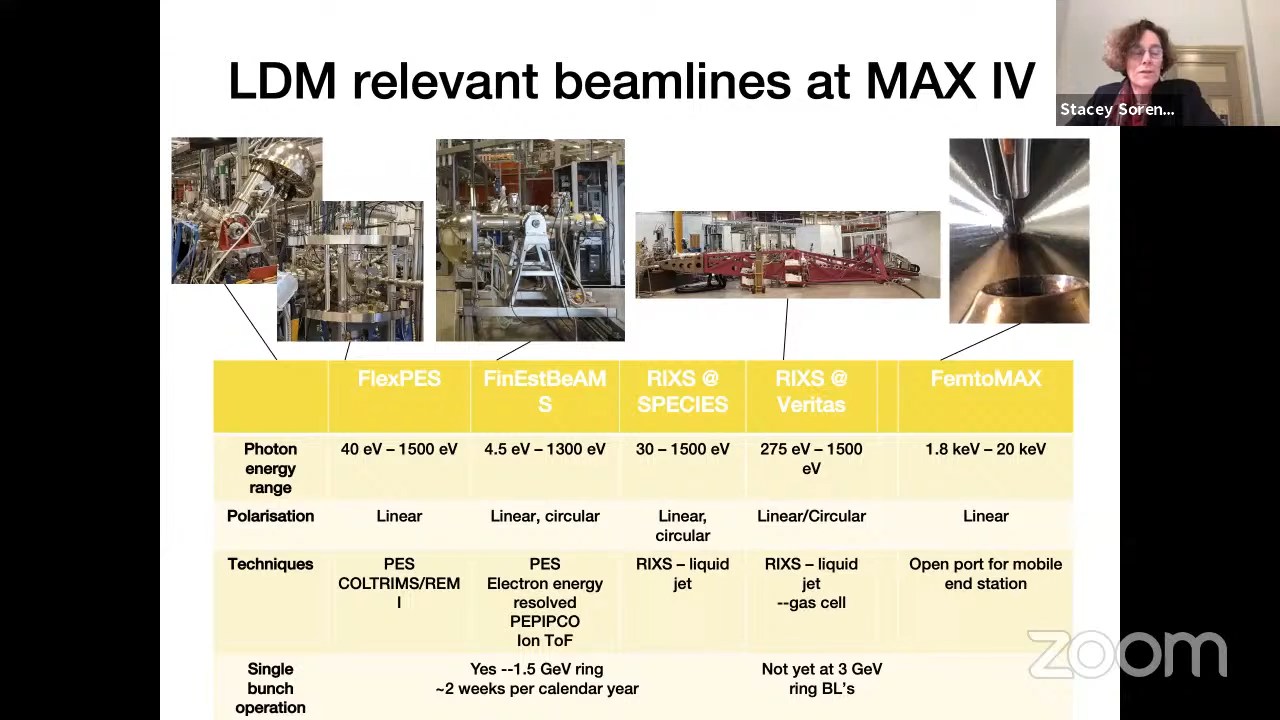 LDM relevant beamlines at MAX IV
Stacey Soren...
FlexPES
FinEstBeAM
S
RIXS @
SPECIES
RIXS @
Veritas
FemtoMAX
Photon
energy
range
40 eV – 1500 eV
4.5 eV – 1300 eV
30 – 1500 eV
275 eV – 1500
eV
1.8 keV – 20 keV
Polarisation
Linear
Linear, circular
Linear,
circular
Linear/Circular
Linear
Techniques
PES
COLTRIMS/REM
I
PES
Electron energy
resolved
PEPIPCO
Ion ToF
RIXS – liquid
jet
RIXS – liquid
jet
--gas cell
Open port for mobile
end station
Single
bunch
operation
Yes --1.5 GeV ring
~2 weeks per calendar year
Not yet at 3 GeV
ring BL's
zoom